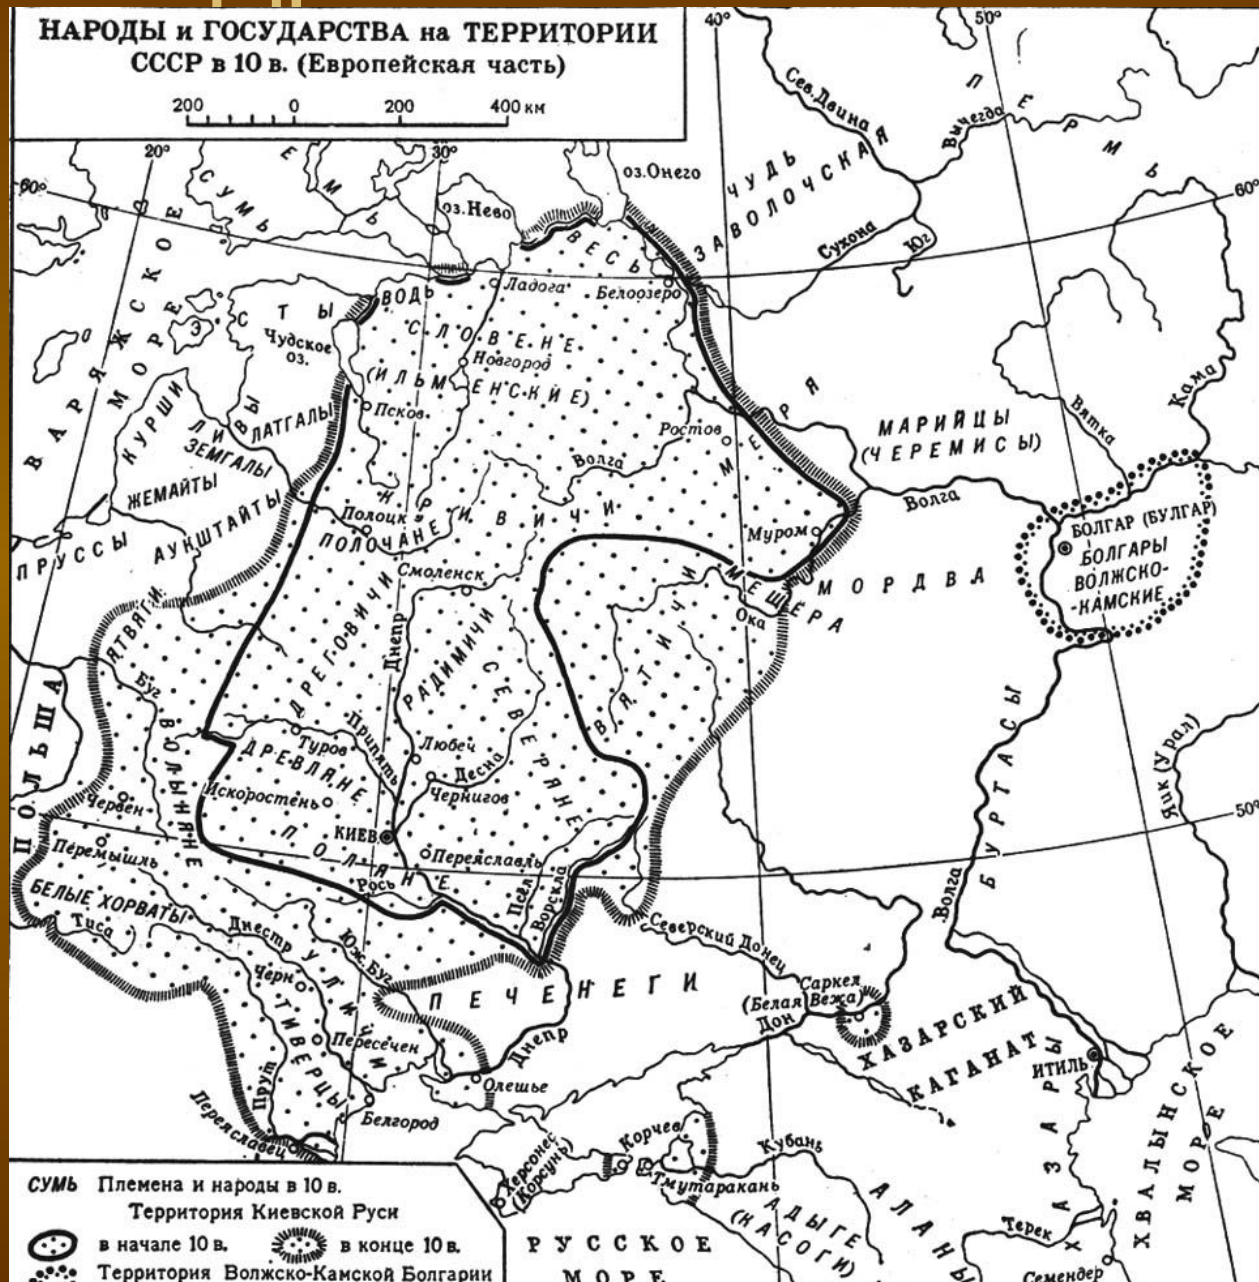 НАРОДЫ и ГОСУДАРСТВА на ТЕРРИТОРИИ
СССР в 10 в. (Европейская часть)
200 0 200 400 км
40°
50°
20°
30°
60°
60°
50°
Сев. Двина
Вычегда
ПЕРМЬ
ЧУДЬ
ЗАВОЛОЧСКАЯ
Сухона
Юг
оз. Онего
оз. Нево
СУМЬ
ЕМЬ
ВЕСЬ
ВАРЯЖСКОЕ
МОРЕ
ЭСТЫ
Чудское
оз.
ВОДЬ
Ладога
Белоозеро
СЛОВЕНЕ
(ИЛЬМЕНСКИЕ)
Новгород
Псков
КУРШИ
ЛИВЫ
ЛАТГАЛЫ
ЗЕМГАЛЫ
ЖЕМАЙТЫ
АУКШТАЙТЫ
ПРУССЫ
ЯТВЯГИ
Ростов
МЕРЯ
МАРИЙЦЫ
(ЧЕРЕМИСЫ)
Вятка
Кама
Волга
Волга
КРИВИЧИ
Полоцк
ПОЛОЧАНЕ
Смоленск
Муром
МЕЩЕРА
МОРДВА
Ока
БОЛГАР (БУЛГАР)
БОЛГАРЫ
ВОЛЖСКО-
-КАМСКИЕ
ДРЕГОВИЧИ
Днепр
РАДИМИЧИ
СЕВЕРЯНЕ
ВЯТИЧИ
ПОЛЬША
Буг
ВОЛЫНЯНЕ
Туров
Припять
ДРЕВЛЯНЕ
Любеч
Десна
Чернигов
Искоростень
Червен
КИЕВ
ПОЛЯНЕ
Переяславль
Перемышль
Рось
Псёл
Ворскла
БУРТАСЫ
Яик (Урал)
Волга
БЕЛЫЕ ХОРВАТЫ
Тиса
Днестр
Юж. Буг
УЛИЧИ
Черн
ТИВЕРЦЫ
Пересечен
Прут
Переяславец
Белгород
Олешье
Днепр
ПЕЧЕНЕГИ
Северский Донец
Саркел
(Белая Вежа)
Дон
ХАЗАРСКИЙ
КАГАНАТ
ИТИЛЬ
ХАЗАРЫ
ХВАЛЫНСКОЕ
МОРЕ
Херсонес
(Корсунь)
Корчев
Тмутаракань
Кубань
АДЫГЕ
(КАСОГИ)
АЛАНЫ
Терек
Семендер
РУССКОЕ
МОРЕ
СУМЬ Племена и народы в 10 в.
Территория Киевской Руси
в начале 10 в. в конце 10 в.
Территория Волжско-Камской Болгарии